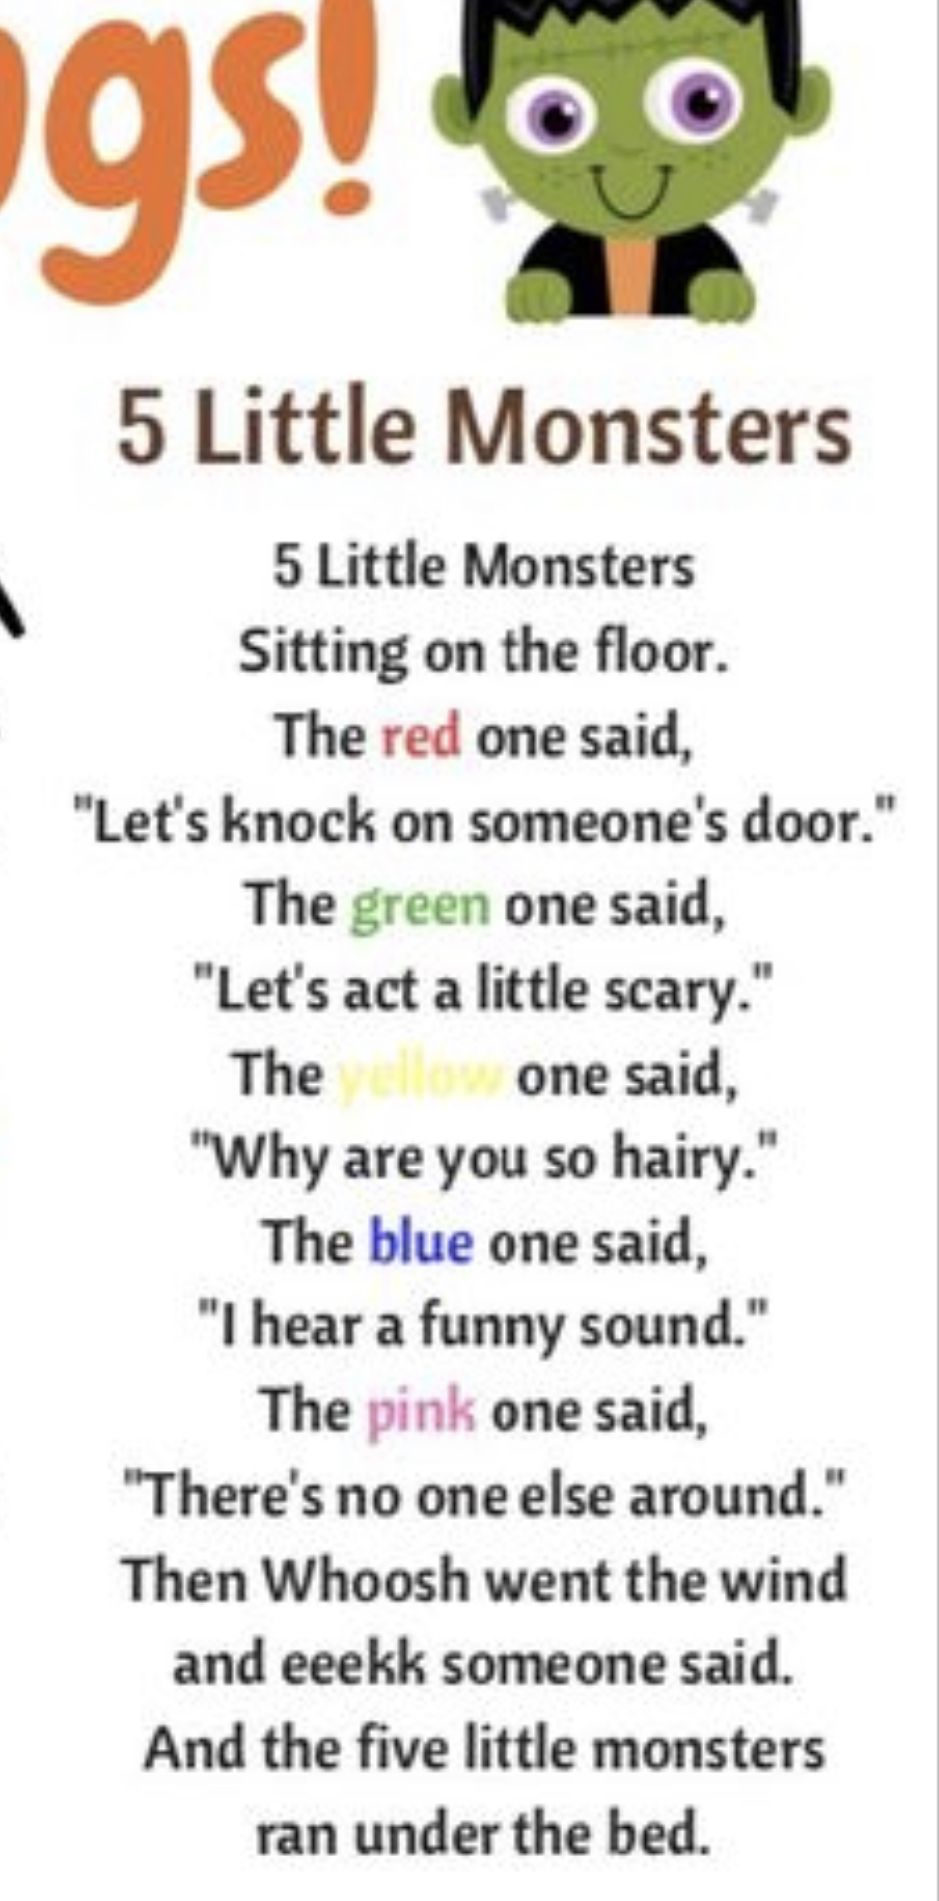 gs!
5 Little Monsters
5 Little Monsters
Sitting on the floor.
The red one said,
"Let's knock on someone's door."
The green one said,
"Let's act a little scary."
The yellow one said,
"Why are you so hairy."
The blue one said,
"I hear a funny sound."
The pink one said,
"There's no one else around."
Then Whoosh went the wind
and eeekk someone said.
And the five little monsters
ran under the bed.